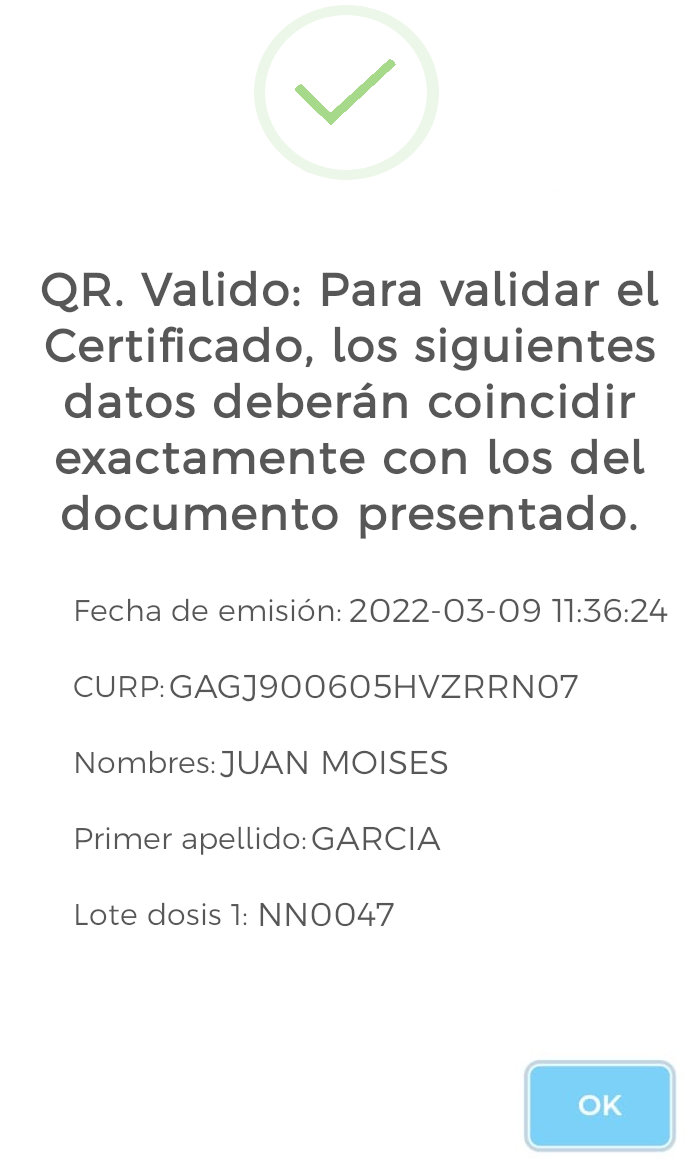 QR. Valido: Para validar el
Certificado, los siguientes
datos deberán coincidir
exactamente con los del
documento presentado.
Fecha de emisión: 2022-03-09 11:36:24
CURP: GAGJ900605HVZRRN07
Nombres: JUAN MOISES
Primer apellido: GARCIA
Lote dosis 1: NN0047
OK